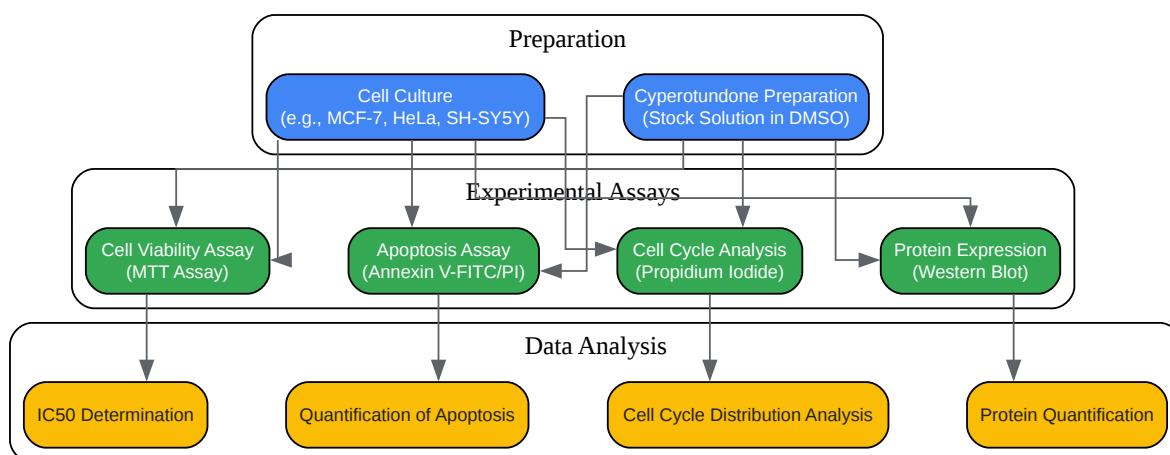 Preparation
Cell Culture
(e.g., MCF-7, HeLa, SH-SY5Y)
Cyperotundone Preparation
(Stock Solution in DMSO)
Experimental Assays
Cell Viability Assay
(MTT Assay)
Apoptosis Assay
(Annexin V-FITC/PI)
Cell Cycle Analysis
(Propidium Iodide)
Protein Expression
(Western Blot)
Data Analysis
IC50 Determination
Quantification of Apoptosis
Cell Cycle Distribution Analysis
Protein Quantification